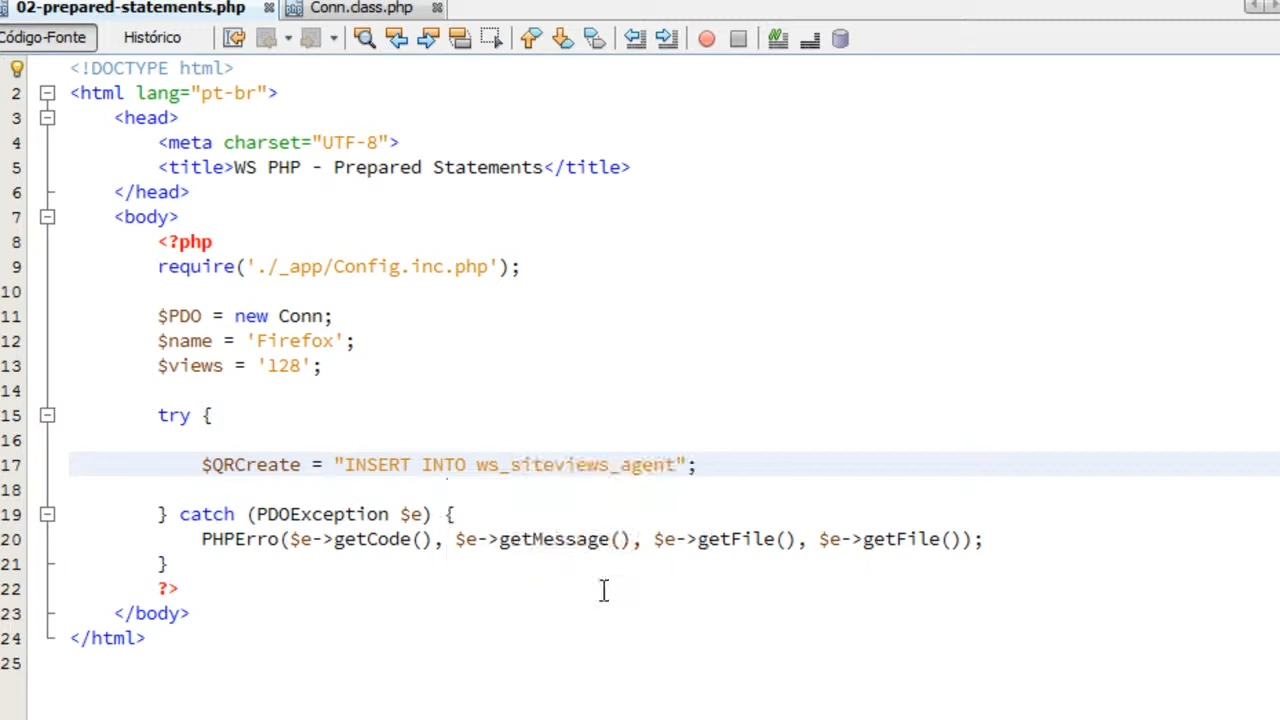 02-prepared-statements.php Conn.class.php
Código-Fonte Histórico
<!DOCTYPE html>
2 <html lang="pt-br">
3 <head>
4 <meta charset="UTF-8">
5 <title>WS PHP - Prepared Statements</title>
6 </head>
7 <body>
8 <?php
9 require('./_app/Config.inc.php');
10
11 $PDO = new Conn;
12 $name = 'Firefox';
13 $views = '128';
14
15 try {
16
17 $QRCreate = "INSERT INTO ws_siteviews_agent";
18
19 } catch (PDOException $e) {
20 PHPErro($e->getCode(), $e->getMessage(), $e->getFile(), $e->getFile());
21 }
22 ?>
23 </body>
24 </html>
25